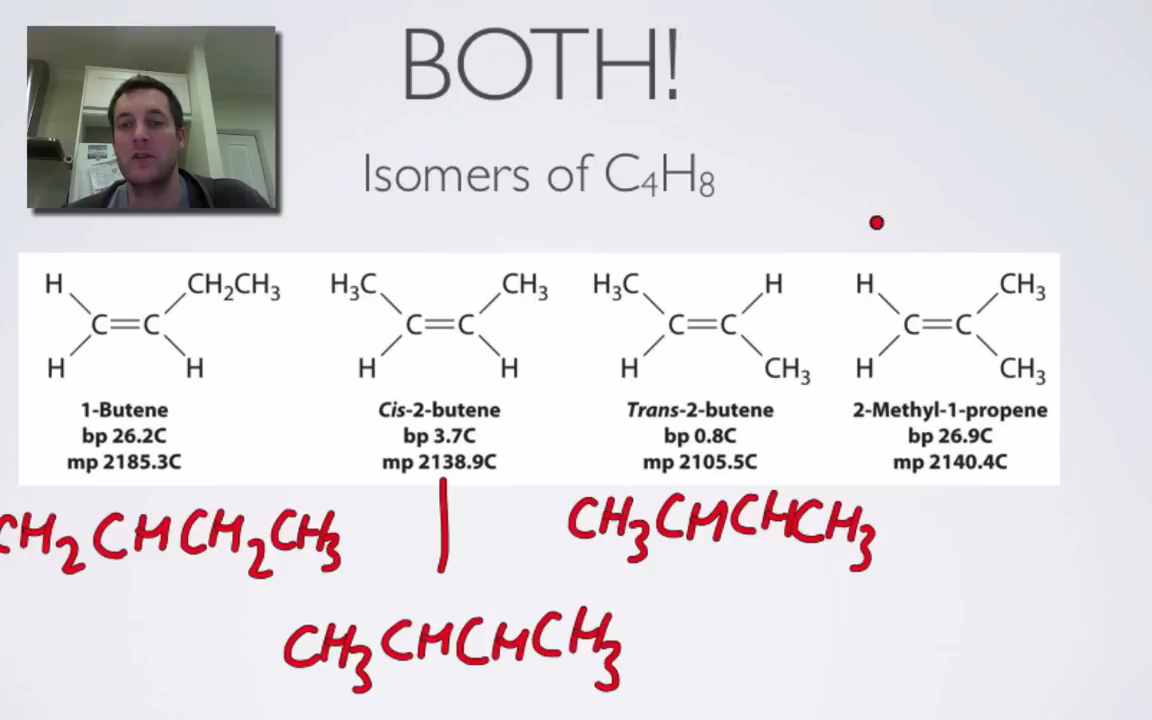 BOTH!
Isomers of C₄H₈
H CH₂CH₃ H₃C CH₃ H₃C H H CH₃
C=C C=C C=C C=C
H H H H H CH₃ H CH₃
1-Butene Cis-2-butene Trans-2-butene 2-Methyl-1-propene
bp 26.2C bp 3.7C bp 0.8C bp 26.9C
mp 2185.3C mp 2138.9C mp 2105.5C mp 2140.4C
CH₂CHCH₂CH₃ CH₃CHCHCH₃
CH₃CHCHCH₃